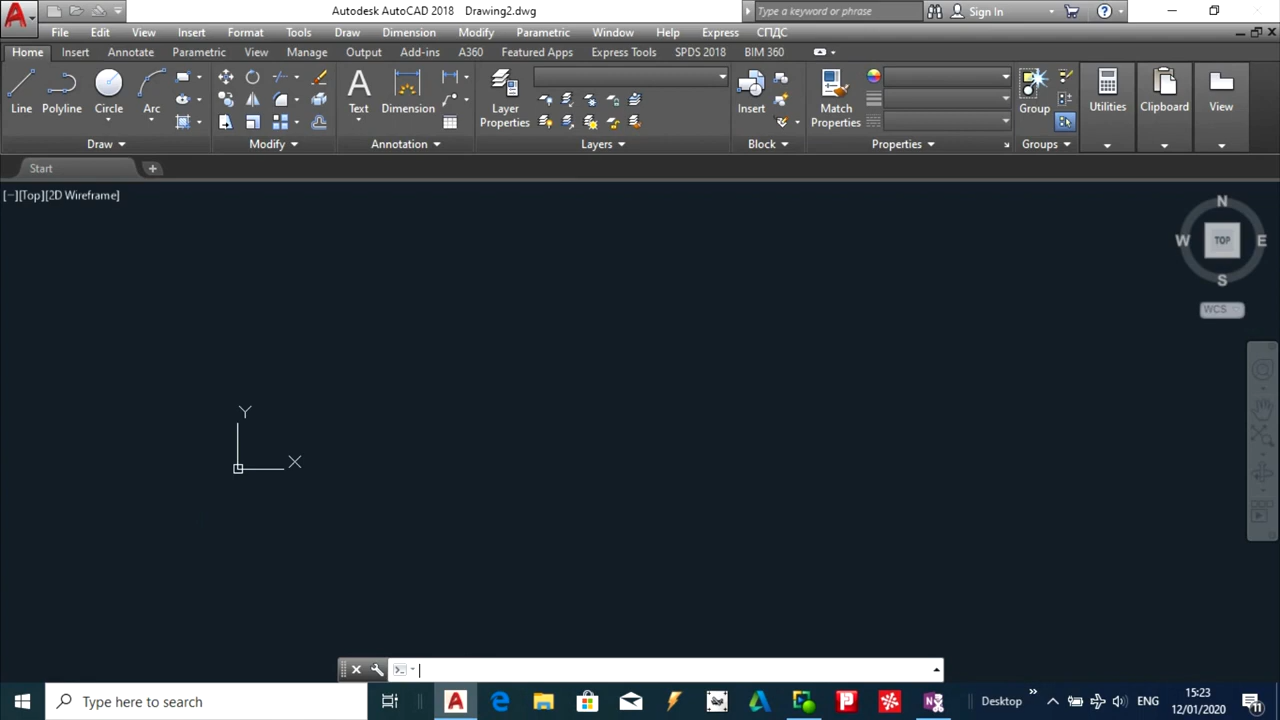 Autodesk AutoCAD 2018 Drawing2.dwg
Type a keyword or phrase
Sign In
File Edit View Insert Format Tools Draw Dimension Modify Parametric Window Help Express СПДС
Home Insert Annotate Parametric View Manage Output Add-ins A360 Featured Apps Express Tools SPDS 2018 BIM 360
Line Polyline Circle Arc
Text Dimension
Layer Properties
Insert
Match Properties
Group
Utilities Clipboard View
Draw Modify Annotation Layers Block Properties Groups
Start
[−][Top][2D Wireframe]
N
W TOP E
S
WCS
Y
X
Type here to search
Desktop
ENG
15:23
12/01/2020
11